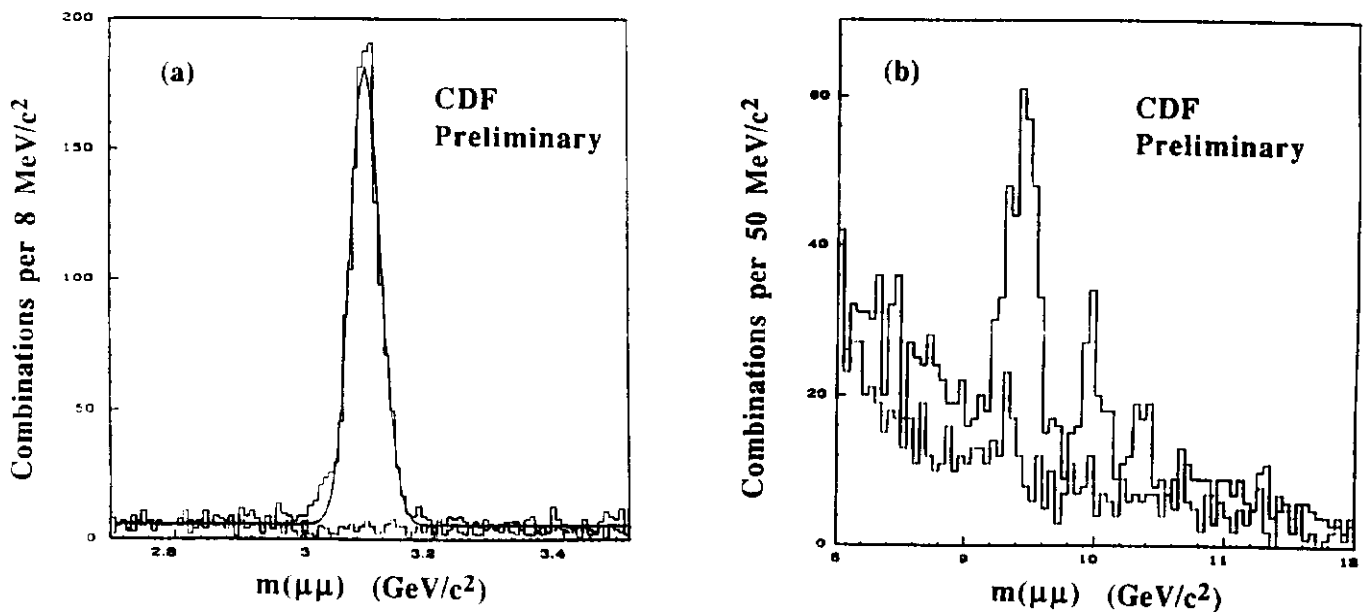 200
(a)
CDF
Preliminary
150
100
50
0
2.8
3
3.2
3.4
Combinations per 8 MeV/c²
m(μμ) (GeV/c²)
(b)
CDF
Preliminary
60
40
20
0
9
10
11
Combinations per 50 MeV/c²
m(μμ) (GeV/c²)